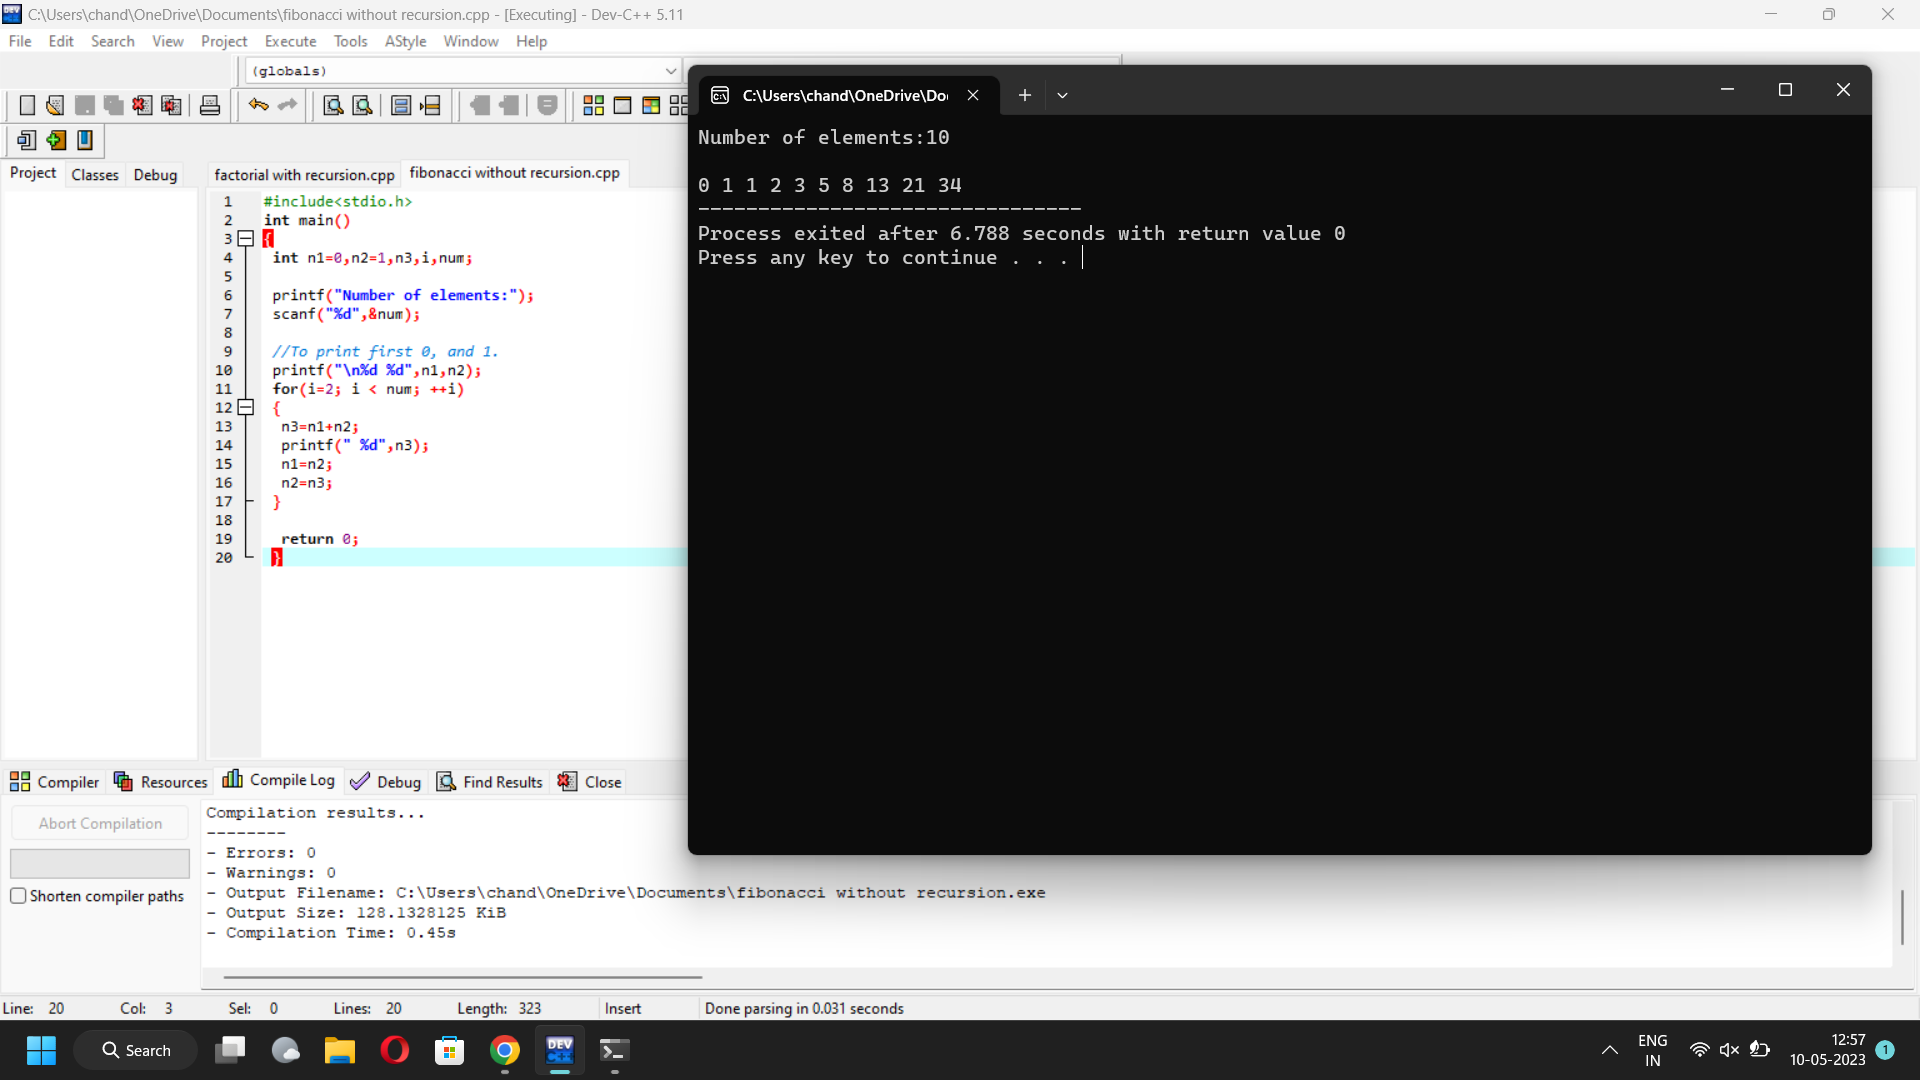 C:\Users\chand\OneDrive\Documents\fibonacci without recursion.cpp - [Executing] - Dev-C++ 5.11
File Edit Search View Project Execute Tools AStyle Window Help
(globals)
Project Classes Debug
factorial with recursion.cpp fibonacci without recursion.cpp
1 #include<stdio.h>
2 int main()
3 {
4 int n1=0,n2=1,n3,i,num;
5
6 printf("Number of elements:");
7 scanf("%d",&num);
8
9 //To print first 0, and 1.
10 printf("\n%d %d",n1,n2);
11 for(i=2; i < num; ++i)
12 {
13 n3=n1+n2;
14 printf(" %d",n3);
15 n1=n2;
16 n2=n3;
17 }
18
19 return 0;
20 }
C:\Users\chand\OneDrive\Do
Number of elements:10
0 1 1 2 3 5 8 13 21 34
--------------------------------
Process exited after 6.788 seconds with return value 0
Press any key to continue . . .
Compiler Resources Compile Log Debug Find Results Close
Abort Compilation
Shorten compiler paths
Compilation results...
--------
- Errors: 0
- Warnings: 0
- Output Filename: C:\Users\chand\OneDrive\Documents\fibonacci without recursion.exe
- Output Size: 128.1328125 KiB
- Compilation Time: 0.45s
Line: 20 Col: 3 Sel: 0 Lines: 20 Length: 323 Insert Done parsing in 0.031 seconds
Search
DEV C++
ENG
IN
12:57
10-05-2023
1